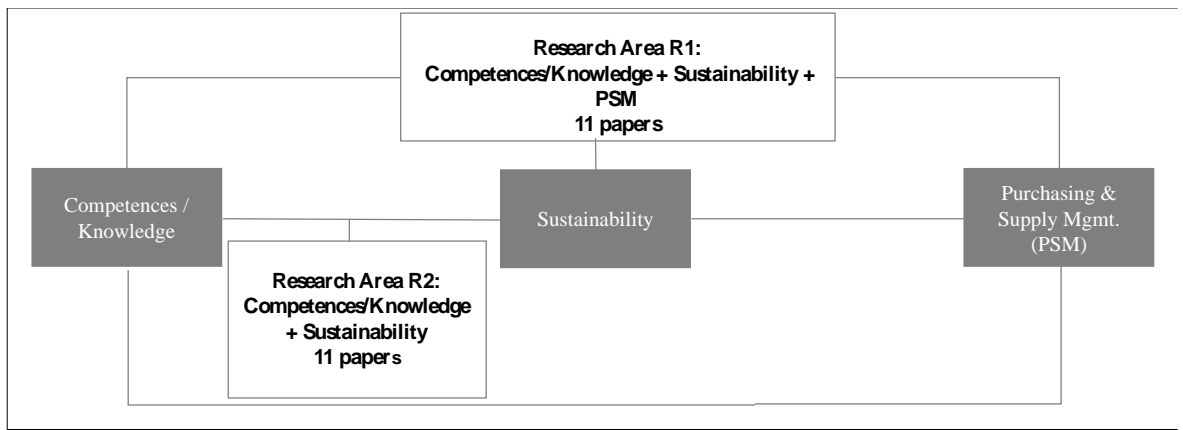 Research Area R1:
Competences/Knowledge + Sustainability +
PSM
11 papers
Competences /
Knowledge
Sustainability
Purchasing &
Supply Mgmt.
(PSM)
Research Area R2:
Competences/Knowledge
+ Sustainability
11 papers